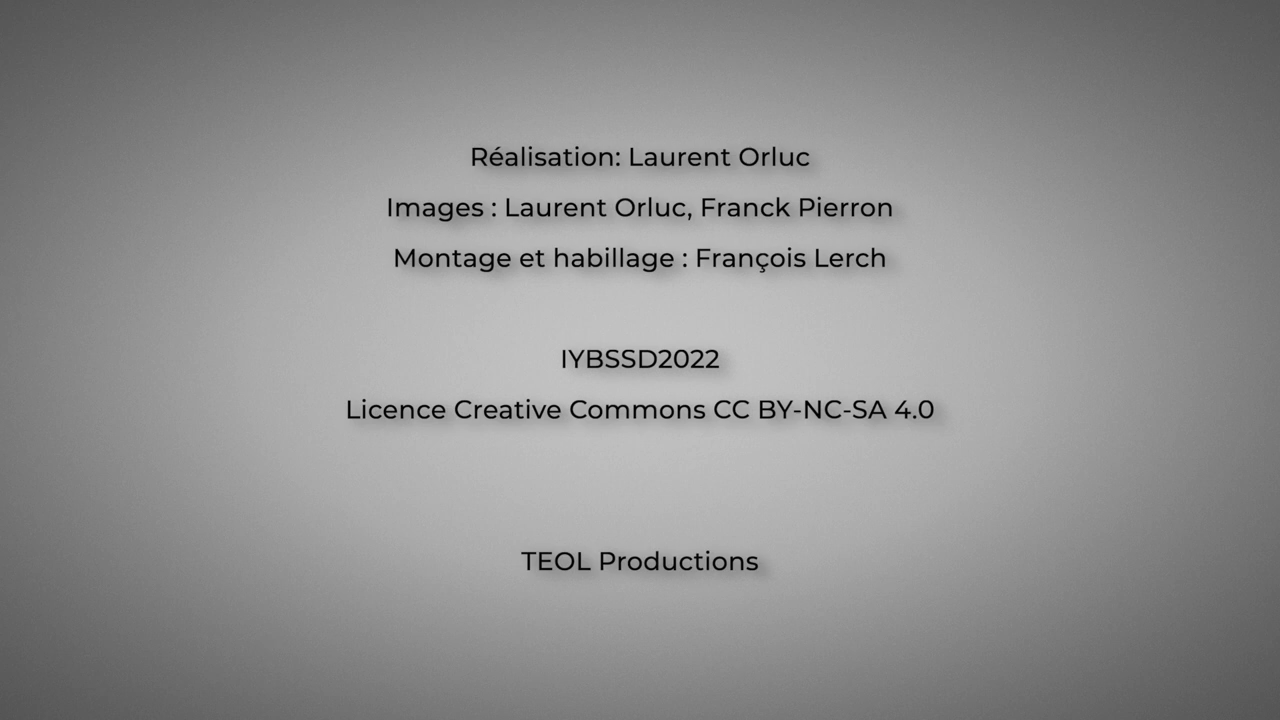 Réalisation: Laurent Orluc
Images : Laurent Orluc, Franck Pierron
Montage et habillage : François Lerch
IYBSSD2022
Licence Creative Commons CC BY-NC-SA 4.0
TEOL Productions